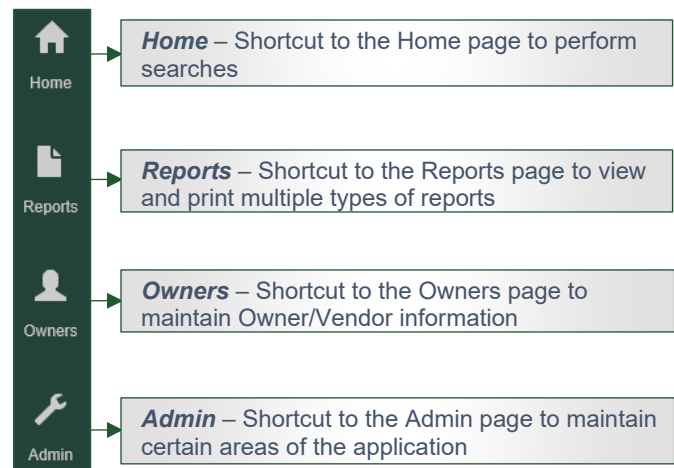 Home
Home – Shortcut to the Home page to perform
searches
Reports
Reports – Shortcut to the Reports page to view
and print multiple types of reports
Owners
Owners – Shortcut to the Owners page to
maintain Owner/Vendor information
Admin
Admin – Shortcut to the Admin page to maintain
certain areas of the application